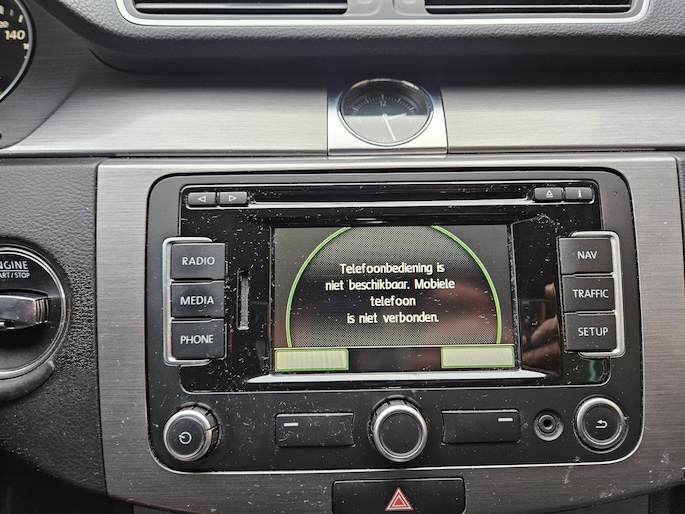 140
12
ENGINE
START/STOP
RADIO
MEDIA
PHONE
Telefoonbediening is
niet beschikbaar. Mobiele
telefoon
is niet verbonden.
NAV
TRAFFIC
SETUP
i